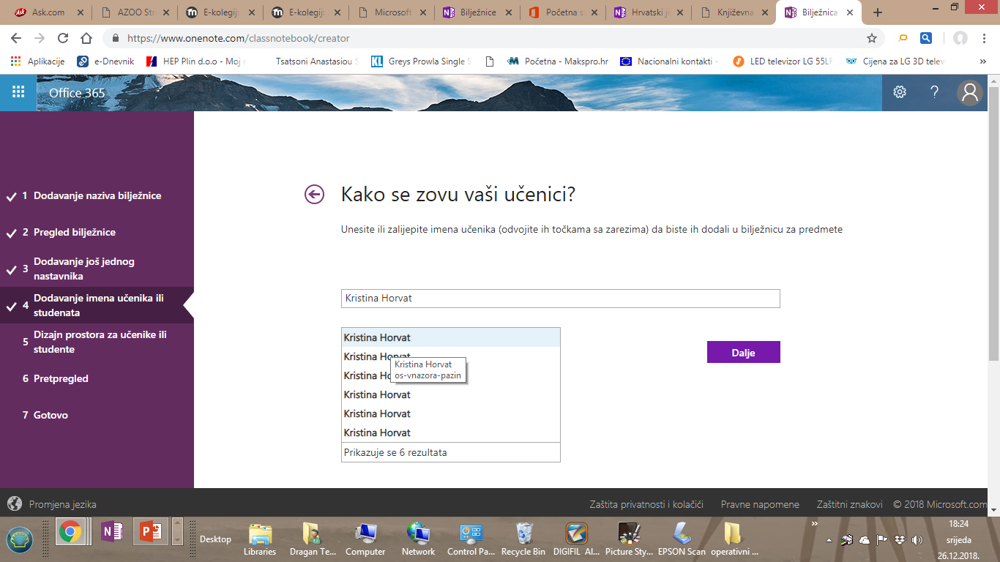 Ask.com
AZOO Str
E-kolegij:
E-kolegij:
Microsoft
Bilježnice
Početna s
Hrvatski je
Književna
Bilježnica
https://www.onenote.com/classnotebook/creator
Aplikacije
e-Dnevnik
HEP Plin d.o.o - Moj r
Tsatsoni Anastasiou S
Greys Prowla Single S
Početna - Makspro.hr
Nacionalni kontakti -
LED televizor LG 55LF
Cijena za LG 3D telev
»
Office 365
?
1 Dodavanje naziva bilježnice
2 Pregled bilježnice
3 Dodavanje još jednog
nastavnika
4 Dodavanje imena učenika ili
studenata
5 Dizajn prostora za učenike ili
studente
6 Pretpregled
7 Gotovo
Kako se zovu vaši učenici?
Unesite ili zalijepite imena učenika (odvojite ih točkama sa zarezima) da biste ih dodali u bilježnicu za predmete
Kristina Horvat
Kristina Horvat
Kristina Horvat
Kristina Horvat
os-vnazora-pazin
Kristina Ho
Kristina Horvat
Kristina Horvat
Kristina Horvat
Prikazuje se 6 rezultata
Dalje
Promjena jezika
Zaštita privatnosti i kolačići
Pravne napomene
Zaštitni znakovi
© 2018 Microsoft.com
Desktop
Libraries
Dragan Te...
Computer
Network
Control Pa...
Recycle Bin
DIGIFIL Al...
Picture Sty...
EPSON Scan
operativni ...
»
18:24
srijeda
26.12.2018.